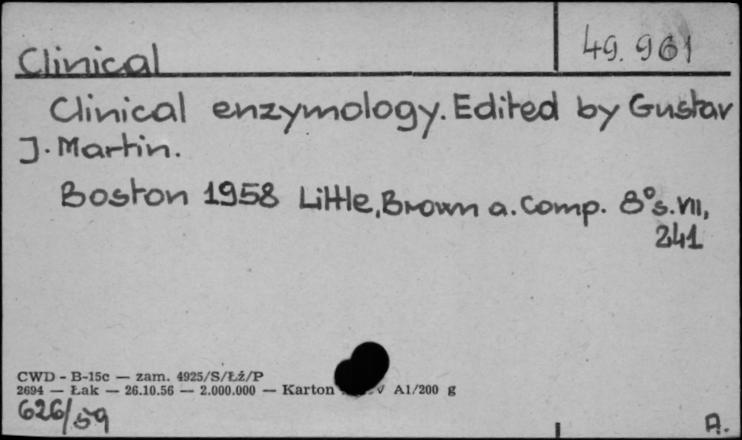 49.961
Clinical
Clinical enzymology. Edited by Gustav
J. Martin.
Boston 1958 Little, Brown a. Comp. 8° s. VII,
241
CWD - B-15c — zam. 4925/S/Łź/P
2694 — Łak — 26.10.56 — 2.000.000 — Karton V A1/200 g
626/59
A.